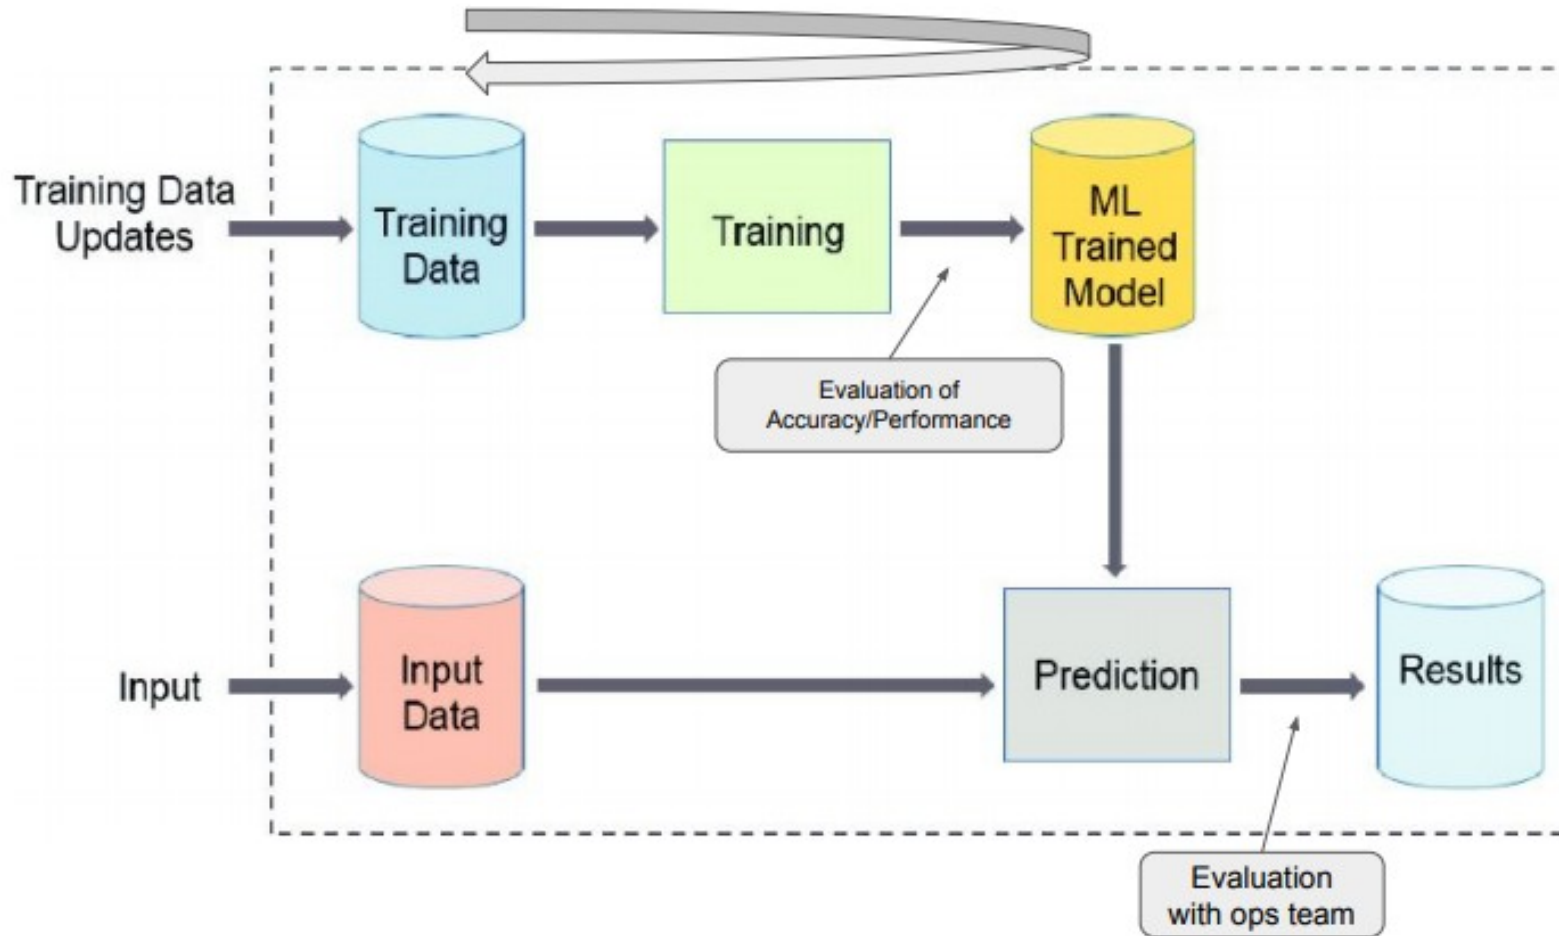 Training Data
Updates
Training
Data
Training
ML
Trained
Model
Evaluation of
Accuracy/Performance
Input
Input
Data
Prediction
Results
Evaluation
with ops team